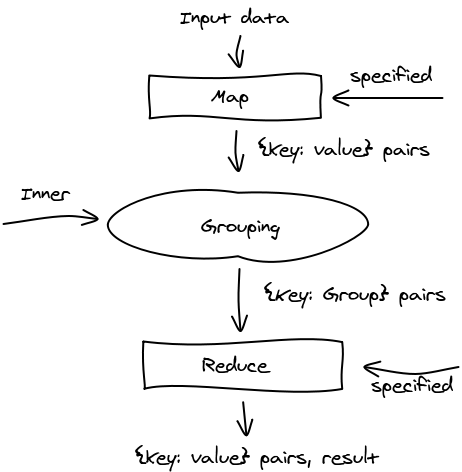 Input data
specified
Map
{Key: value} pairs
Inner
Grouping
{Key: Group} pairs
Reduce
specified
{Key: value} pairs, result